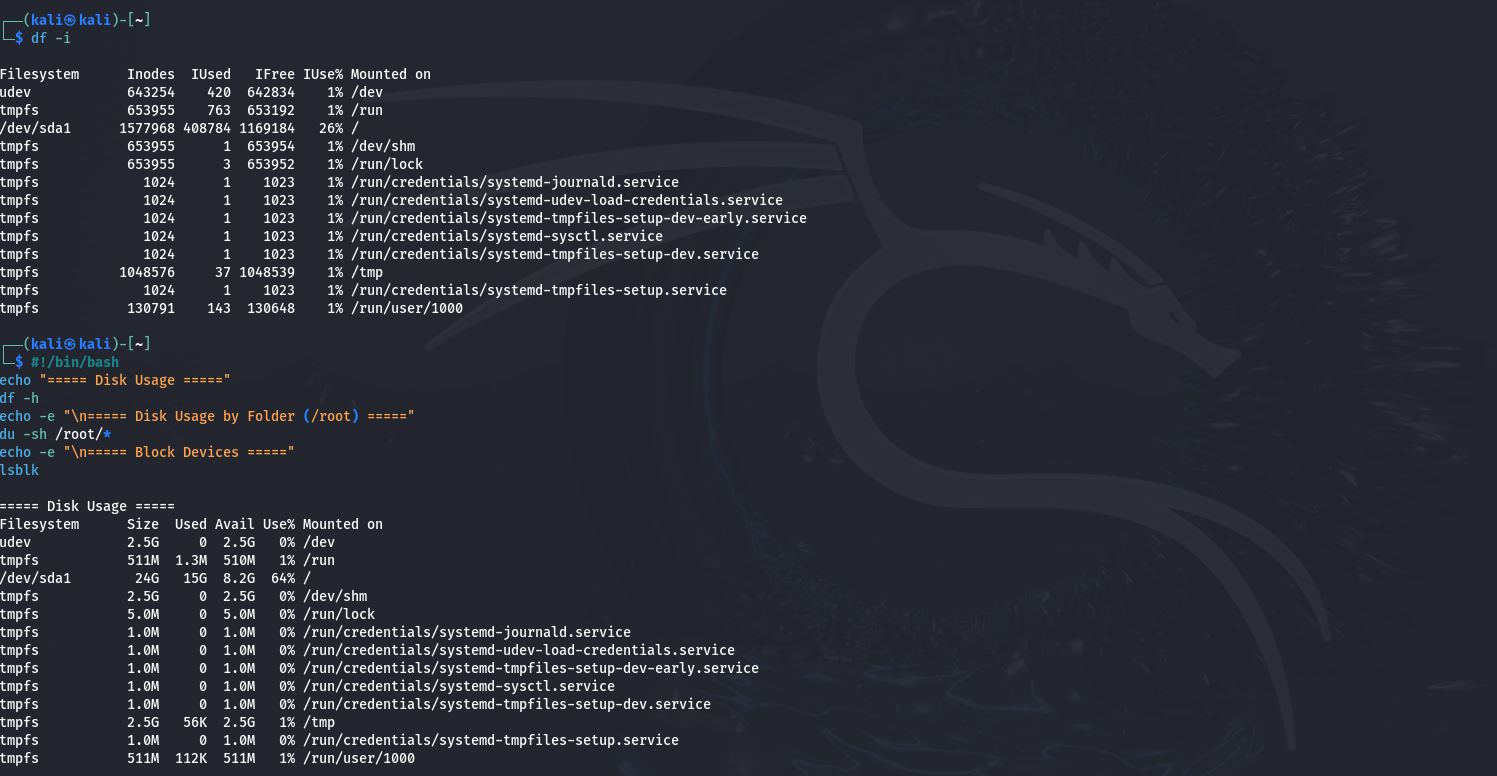 ┌──(kali㉿kali)-[~]
└─$ df -i

Filesystem      Inodes  IUsed   IFree IUse% Mounted on
udev            643254    420  642834    1% /dev
tmpfs           653955    763  653192    1% /run
/dev/sda1      1577968 408784 1169184   26% /
tmpfs           653955      1  653954    1% /dev/shm
tmpfs           653955      3  653952    1% /run/lock
tmpfs             1024      1    1023    1% /run/credentials/systemd-journald.service
tmpfs             1024      1    1023    1% /run/credentials/systemd-udev-load-credentials.service
tmpfs             1024      1    1023    1% /run/credentials/systemd-tmpfiles-setup-dev-early.service
tmpfs             1024      1    1023    1% /run/credentials/systemd-sysctl.service
tmpfs             1024      1    1023    1% /run/credentials/systemd-tmpfiles-setup-dev.service
tmpfs          1048576     37 1048539    1% /tmp
tmpfs             1024      1    1023    1% /run/credentials/systemd-tmpfiles-setup.service
tmpfs           130791    143  130648    1% /run/user/1000

┌──(kali㉿kali)-[~]
└─$ #!/bin/bash
echo "===== Disk Usage ====="
df -h
echo -e "\n===== Disk Usage by Folder (/root) ====="
du -sh /root/*
echo -e "\n===== Block Devices ====="
lsblk

===== Disk Usage =====
Filesystem      Size  Used Avail Use% Mounted on
udev            2.5G     0  2.5G   0% /dev
tmpfs           511M  1.3M  510M   1% /run
/dev/sda1        24G   15G  8.2G  64% /
tmpfs           2.5G     0  2.5G   0% /dev/shm
tmpfs           5.0M     0  5.0M   0% /run/lock
tmpfs           1.0M     0  1.0M   0% /run/credentials/systemd-journald.service
tmpfs           1.0M     0  1.0M   0% /run/credentials/systemd-udev-load-credentials.service
tmpfs           1.0M     0  1.0M   0% /run/credentials/systemd-tmpfiles-setup-dev-early.service
tmpfs           1.0M     0  1.0M   0% /run/credentials/systemd-sysctl.service
tmpfs           1.0M     0  1.0M   0% /run/credentials/systemd-tmpfiles-setup-dev.service
tmpfs           2.5G   56K  2.5G   1% /tmp
tmpfs           1.0M     0  1.0M   0% /run/credentials/systemd-tmpfiles-setup.service
tmpfs           511M  112K  511M   1% /run/user/1000